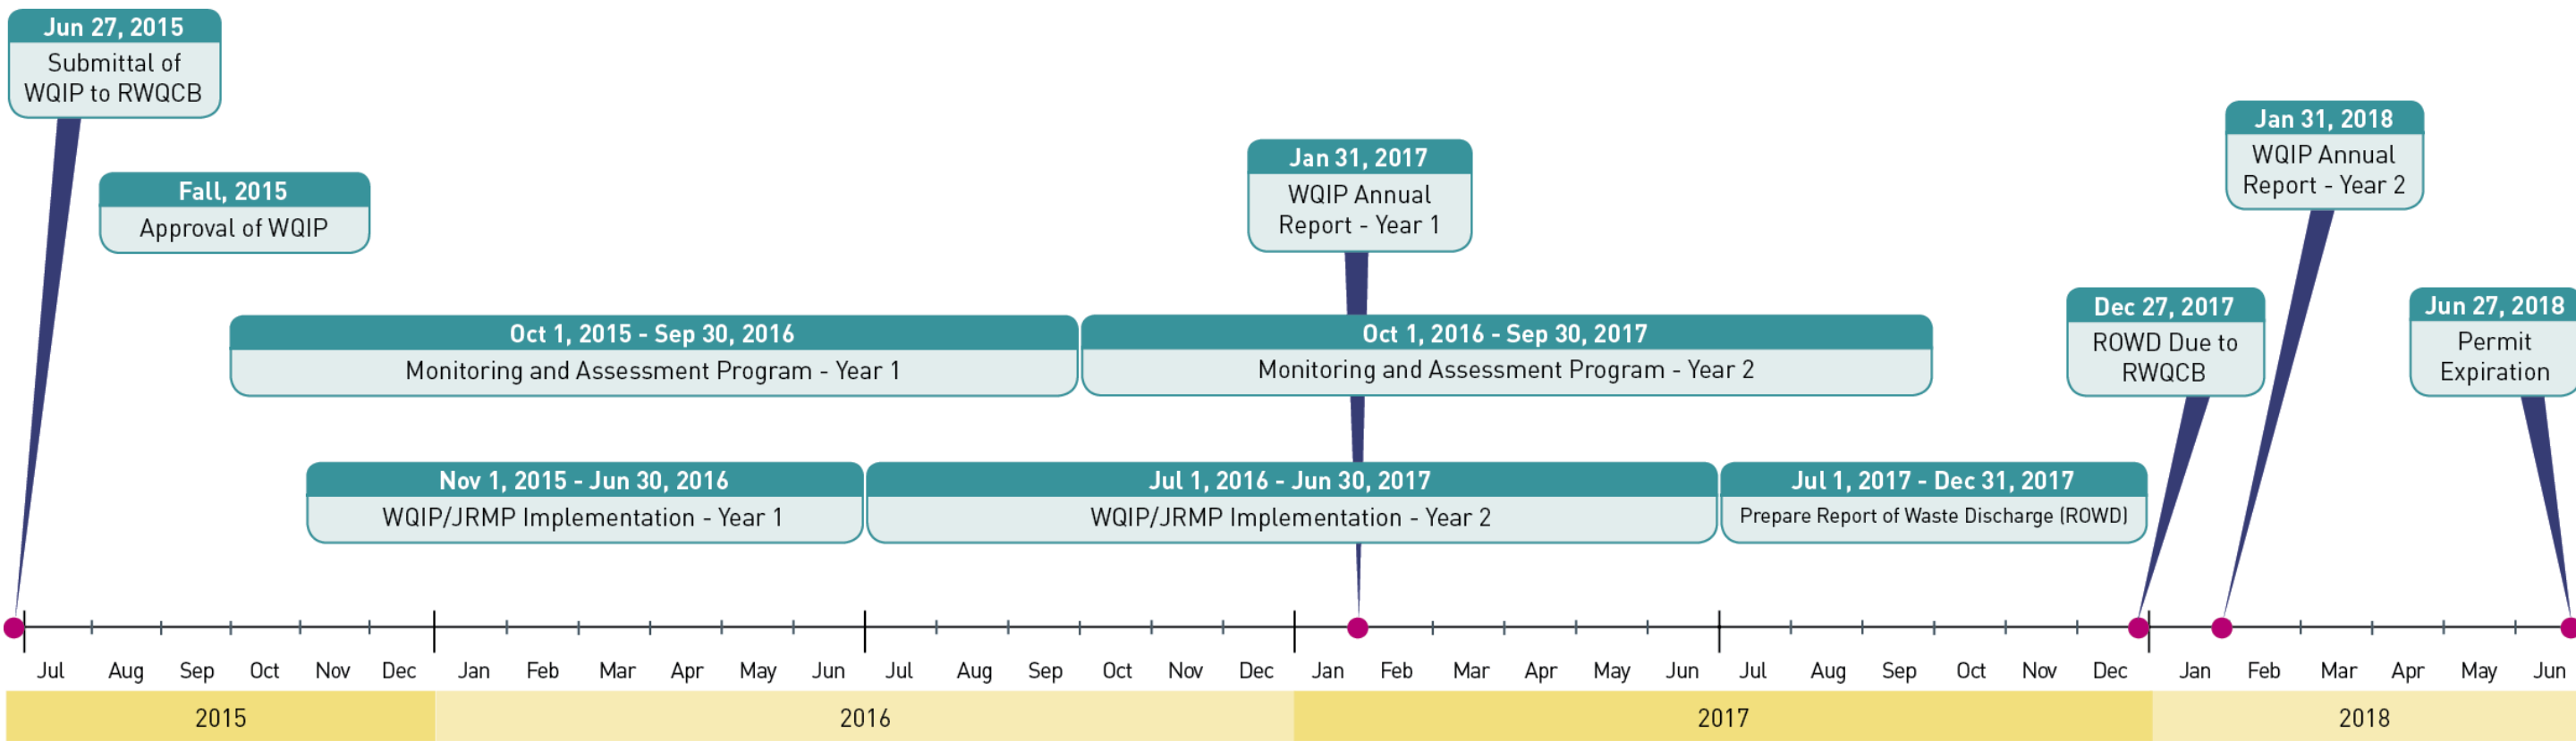 Jun 27, 2015
Submittal of
WQIP to RWQCB
Fall, 2015
Approval of WQIP
Jan 31, 2017
WQIP Annual
Report - Year 1
Jan 31, 2018
WQIP Annual
Report - Year 2
Oct 1, 2015 - Sep 30, 2016
Monitoring and Assessment Program - Year 1
Oct 1, 2016 - Sep 30, 2017
Monitoring and Assessment Program - Year 2
Dec 27, 2017
ROWD Due to
RWQCB
Jun 27, 2018
Permit
Expiration
Nov 1, 2015 - Jun 30, 2016
WQIP/JRMP Implementation - Year 1
Jul 1, 2016 - Jun 30, 2017
WQIP/JRMP Implementation - Year 2
Jul 1, 2017 - Dec 31, 2017
Prepare Report of Waste Discharge (ROWD)
Jul Aug Sep Oct Nov Dec Jan Feb Mar Apr May Jun Jul Aug Sep Oct Nov Dec Jan Feb Mar Apr May Jun Jul Aug Sep Oct Nov Dec Jan Feb Mar Apr May Jun
2015 2016 2017 2018